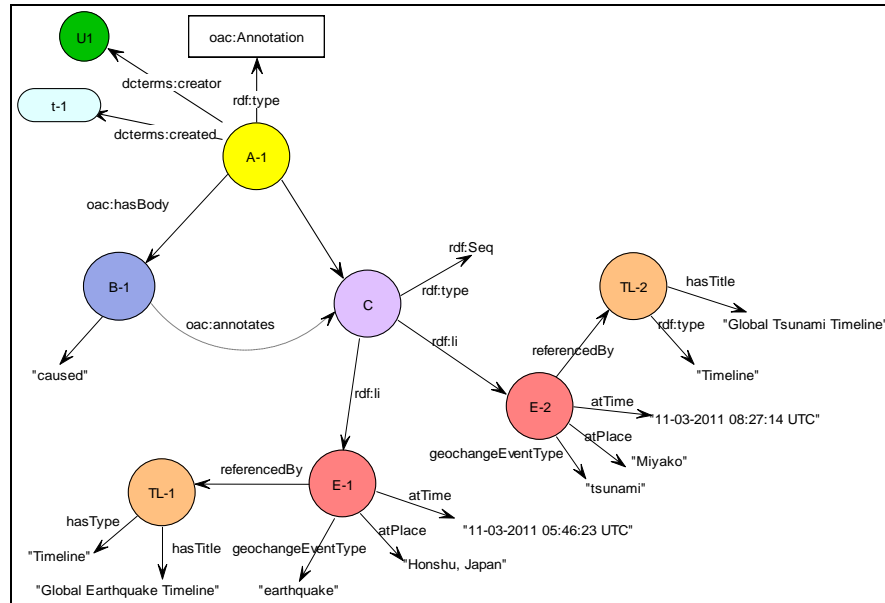 U1
oac:Annotation
dcterms:creator
rdf:type
t-1
dcterms:created
A-1
oac:hasBody
rdf:Seq
rdf:type
B-1
C
TL-2
hasTitle
"Global Tsunami Timeline"
oac:annotates
rdf:li
referencedBy
rdf:type
"caused"
"Timeline"
rdf:li
E-2
atTime
"11-03-2011 08:27:14 UTC"
atPlace
geochangeEventType
"Miyako"
"tsunami"
referencedBy
TL-1
E-1
atTime
hasType
"11-03-2011 05:46:23 UTC"
atPlace
hasTitle
geochangeEventType
"Timeline"
"Honshu, Japan"
"Global Earthquake Timeline"
"earthquake"